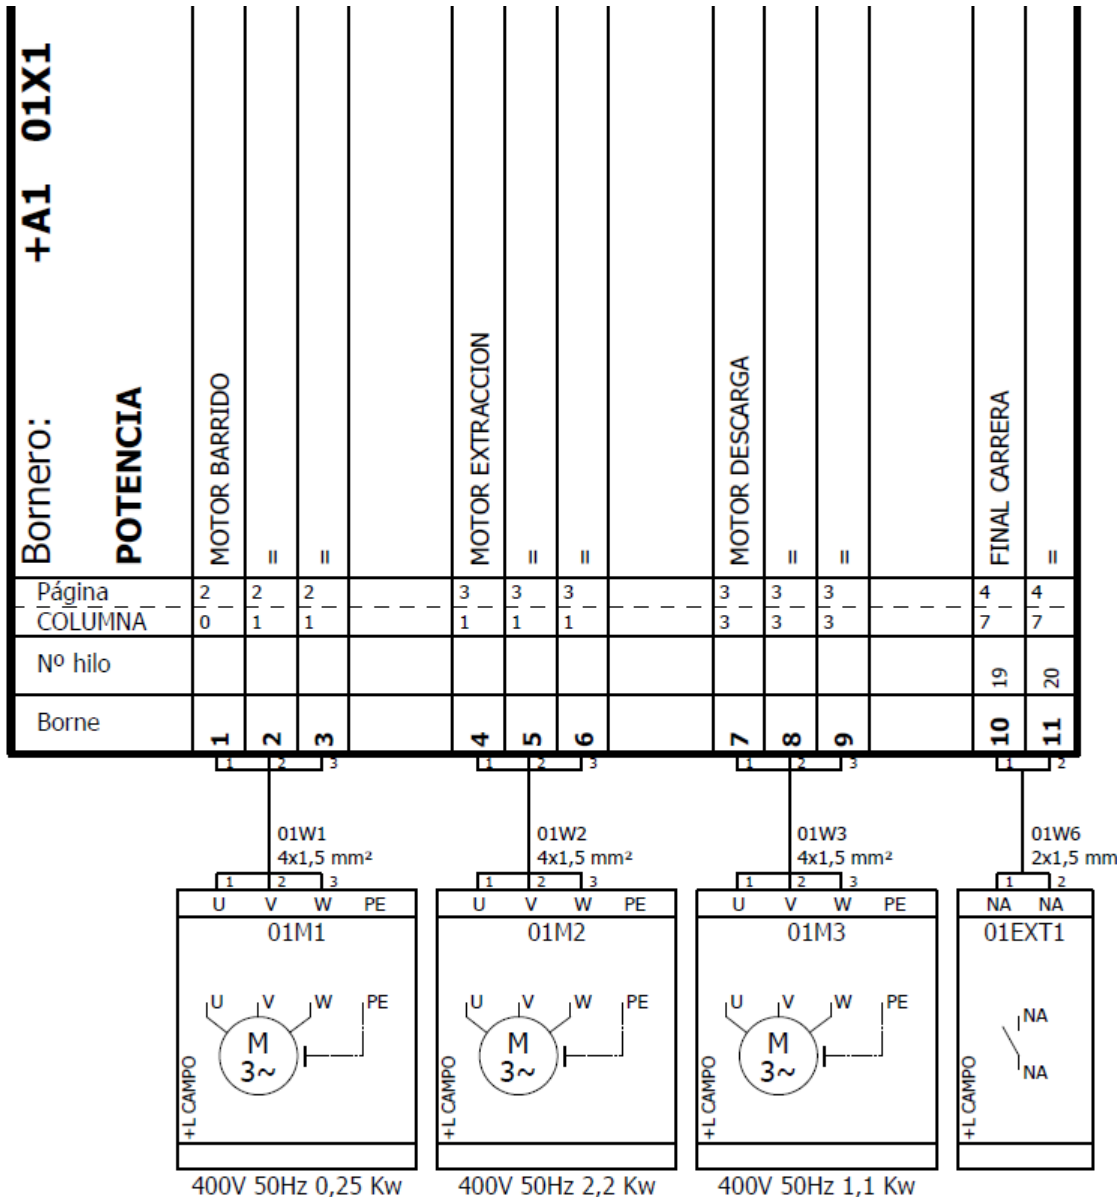 +A1 01X1
Bornero:
POTENCIA
MOTOR BARRIDO = =
MOTOR EXTRACCION = =
MOTOR DESCARGA = =
FINAL CARRERA =
Página 2 2 2 3 3 3 3 3 3 4 4
COLUMNA 0 1 1 1 1 1 3 3 3 7 7
Nº hilo 19 20
Borne 1 2 3 4 5 6 7 8 9 10 11
1 2 3 1 2 3 1 2 3 1 2
01W1 01W2 01W3 01W6
4x1,5 mm² 4x1,5 mm² 4x1,5 mm² 2x1,5 mm
1 2 3 1 2 3 1 2 3 1 2
U V W PE U V W PE U V W PE NA NA
01M1 01M2 01M3 01EXT1
U V W PE U V W PE U V W PE NA
M M M
3~ 3~ 3~ NA
+L CAMPO +L CAMPO +L CAMPO +L CAMPO
400V 50Hz 0,25 Kw 400V 50Hz 2,2 Kw 400V 50Hz 1,1 Kw